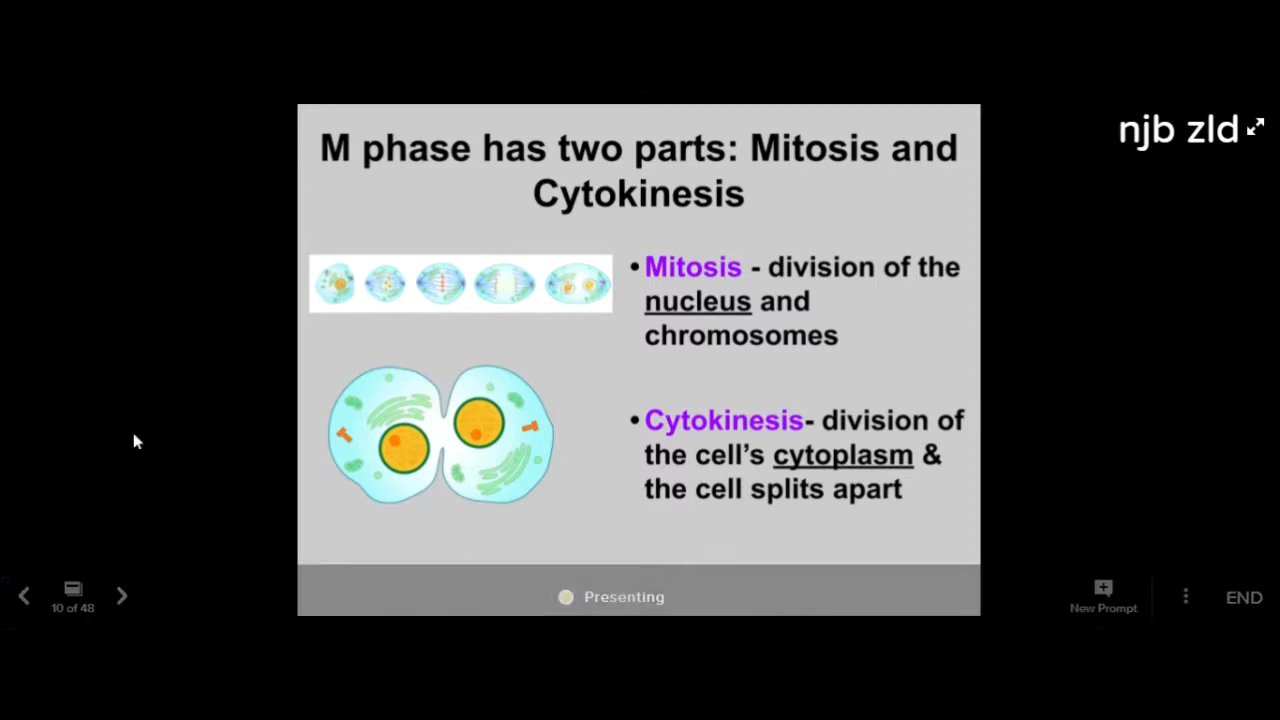 njb zld
M phase has two parts: Mitosis and
Cytokinesis
•Mitosis - division of the
nucleus and
chromosomes
•Cytokinesis- division of
the cell’s cytoplasm &
the cell splits apart
10 of 48
Presenting
New Prompt
END